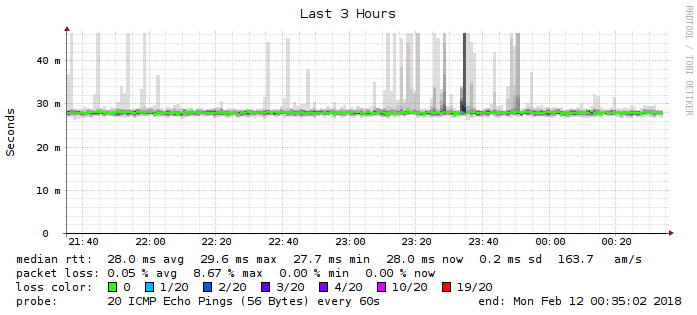 Last 3 Hours
RRDTOOL / TOBI OETIKER
Seconds
40 m
30 m
20 m
10 m
0
21:40 22:00 22:20 22:40 23:00 23:20 23:40 00:00 00:20
median rtt: 28.0 ms avg 29.6 ms max 27.7 ms min 28.0 ms now 0.2 ms sd 163.7 am/s
packet loss: 0.05 % avg 8.67 % max 0.00 % min 0.00 % now
loss color: 0 1/20 2/20 3/20 4/20 10/20 19/20
probe: 20 ICMP Echo Pings (56 Bytes) every 60s end: Mon Feb 12 00:35:02 2018